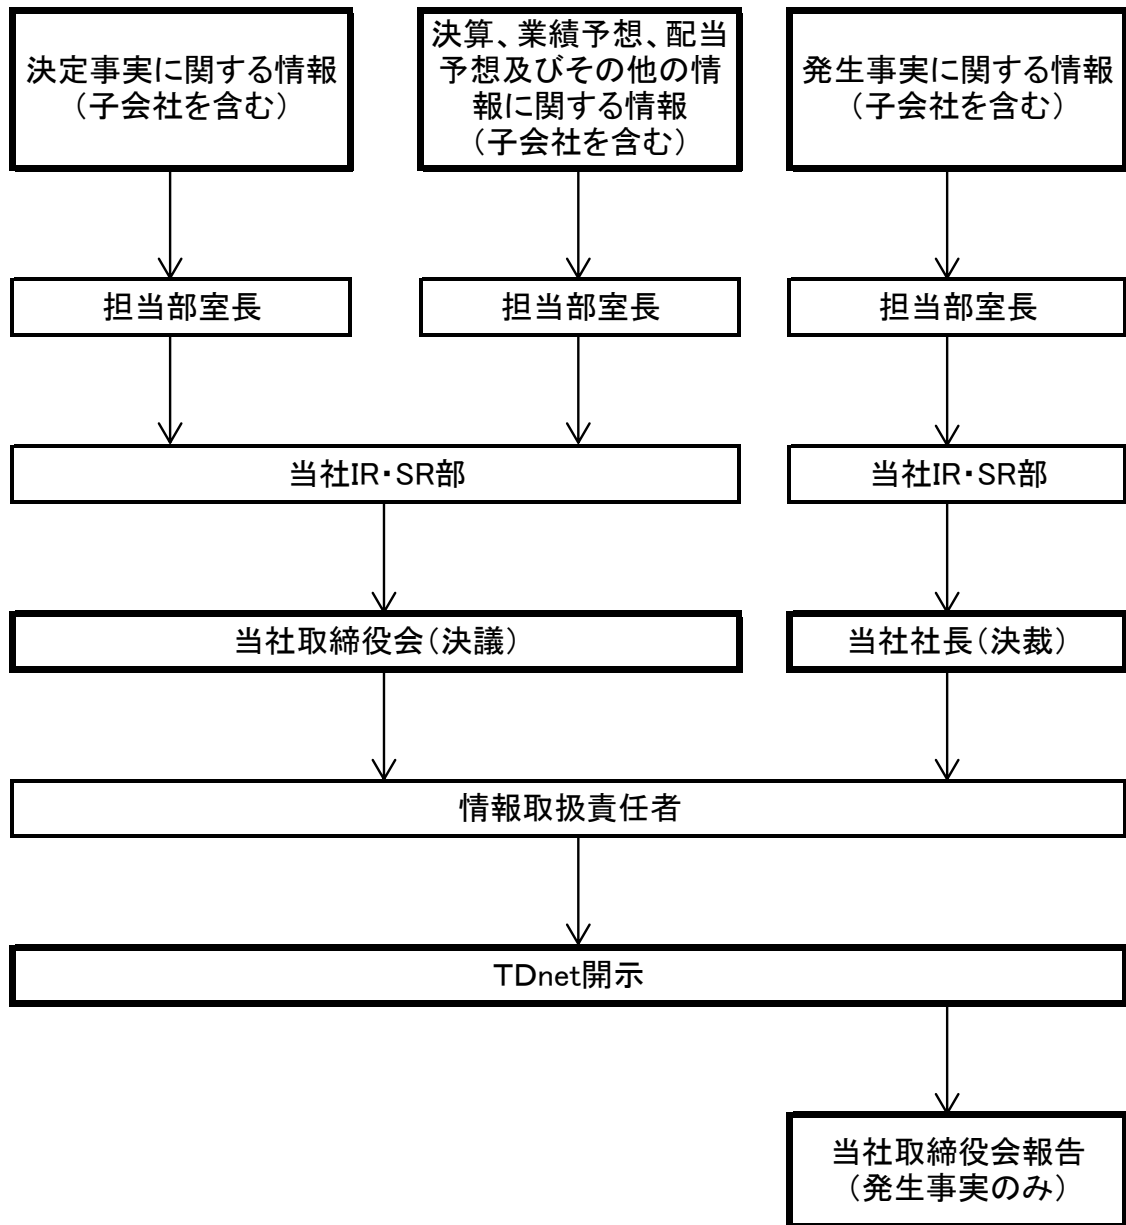 決定事実に関する情報
（子会社を含む）
決算、業績予想、配当
予想及びその他の情
報に関する情報
（子会社を含む）
発生事実に関する情報
（子会社を含む）
担当部室長
担当部室長
担当部室長
当社IR・SR部
当社IR・SR部
当社取締役会（決議）
当社社長（決裁）
情報取扱責任者
TDnet開示
当社取締役会報告
（発生事実のみ）